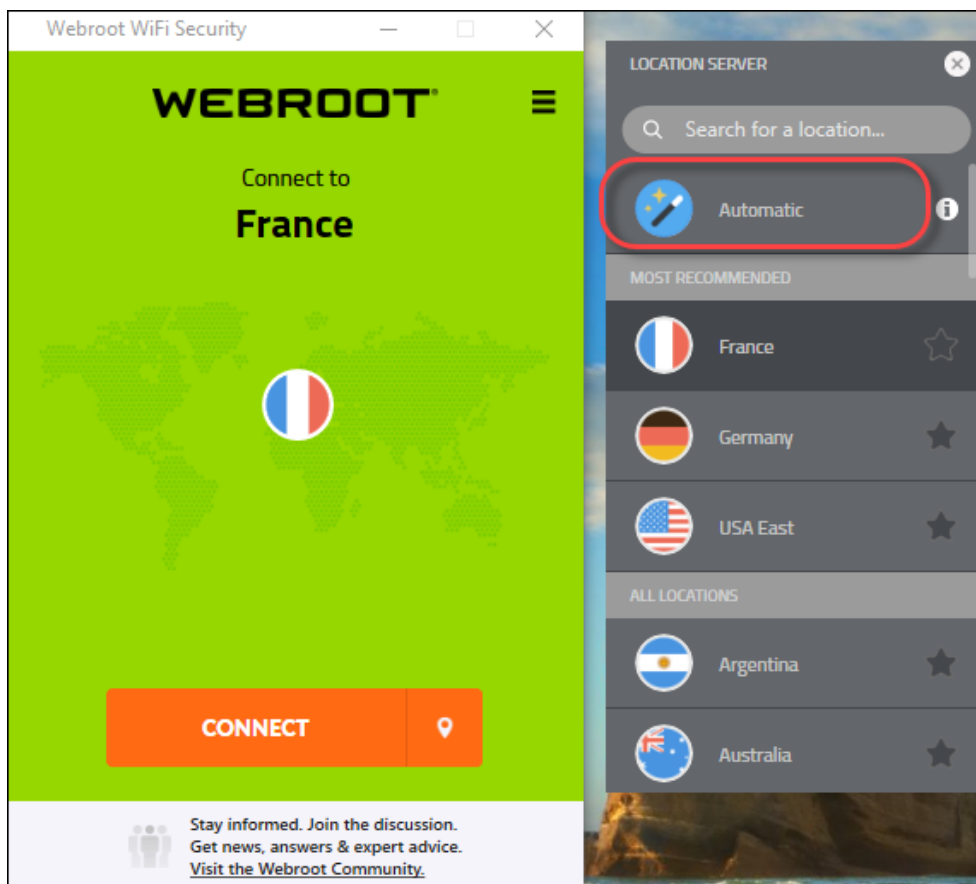 Webroot WiFi Security
WEBROOT
Connect to
France
CONNECT
Stay informed. Join the discussion.
Get news, answers & expert advice.
Visit the Webroot Community.
LOCATION SERVER
Search for a location...
Automatic
MOST RECOMMENDED
France
Germany
USA East
ALL LOCATIONS
Argentina
Australia